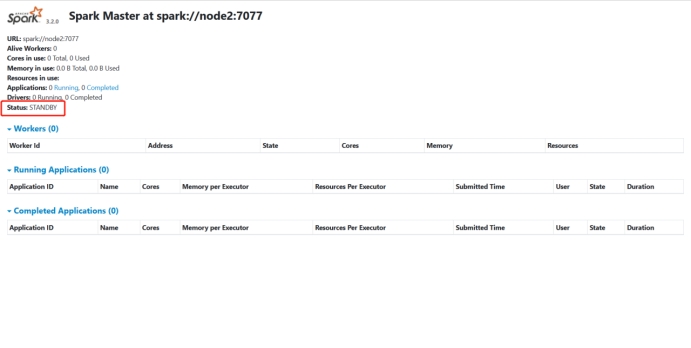 APACHE
Spark 3.2.0 Spark Master at spark://node2:7077
URL: spark://node2:7077
Alive Workers: 0
Cores in use: 0 Total, 0 Used
Memory in use: 0.0 B Total, 0.0 B Used
Resources in use:
Applications: 0 Running, 0 Completed
Drivers: 0 Running, 0 Completed
Status: STANDBY
Workers (0)
Worker Id Address State Cores Memory Resources
Running Applications (0)
Application ID Name Cores Memory per Executor Resources Per Executor Submitted Time User State Duration
Completed Applications (0)
Application ID Name Cores Memory per Executor Resources Per Executor Submitted Time User State Duration